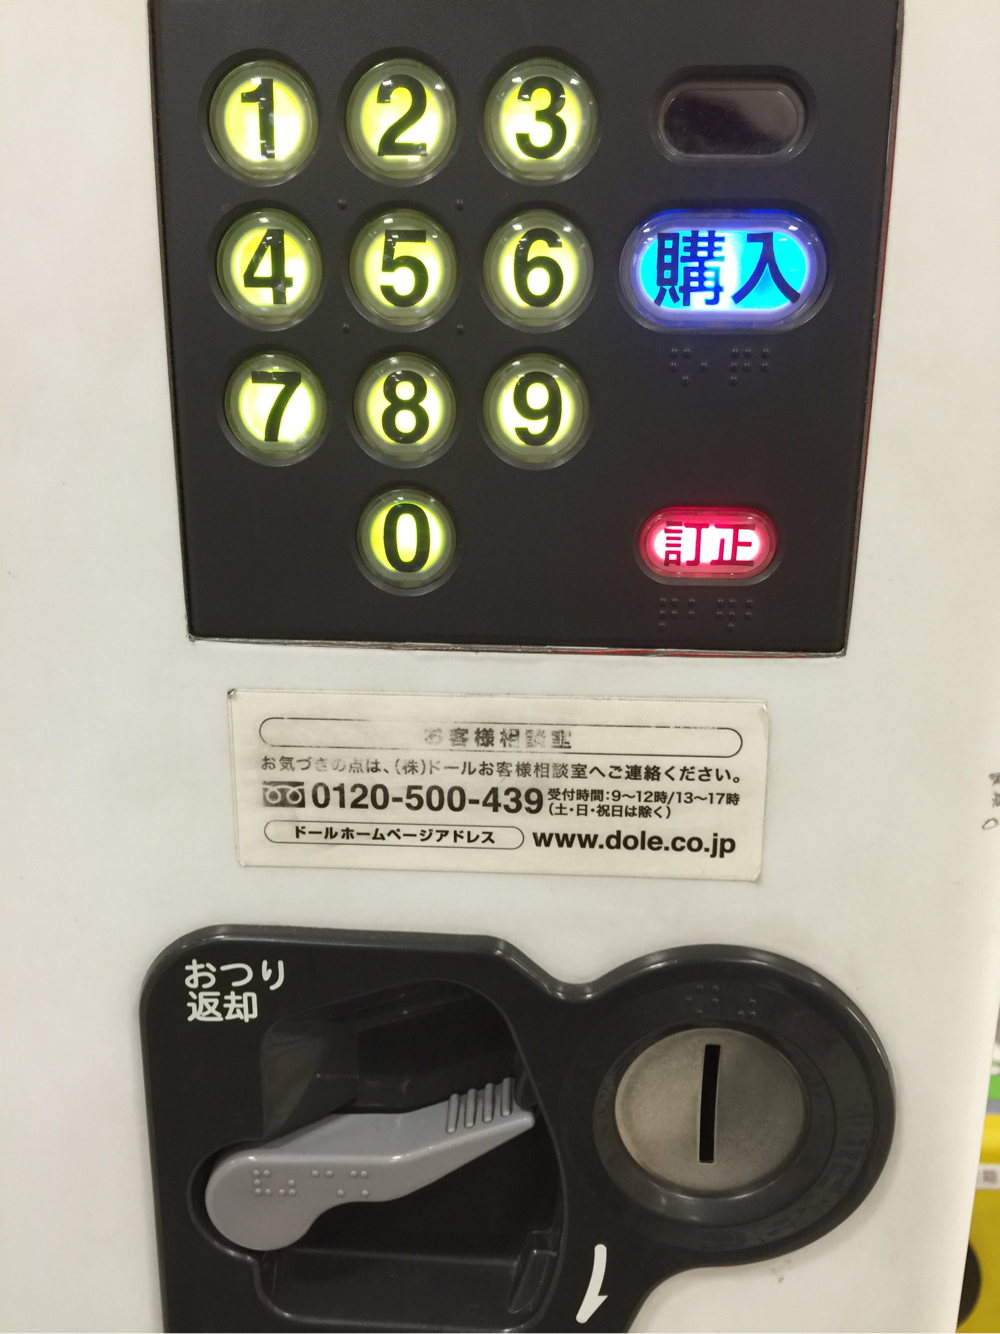 1 2 3
4 5 6 購入
7 8 9
0 訂正
お客様相談室
お気づきの点は、(株)ドールお客様相談室へご連絡ください。
0120-500-439 受付時間:9〜12時/13〜17時
(土・日・祝日は除く)
ドールホームページアドレス www.dole.co.jp
おつり
返却